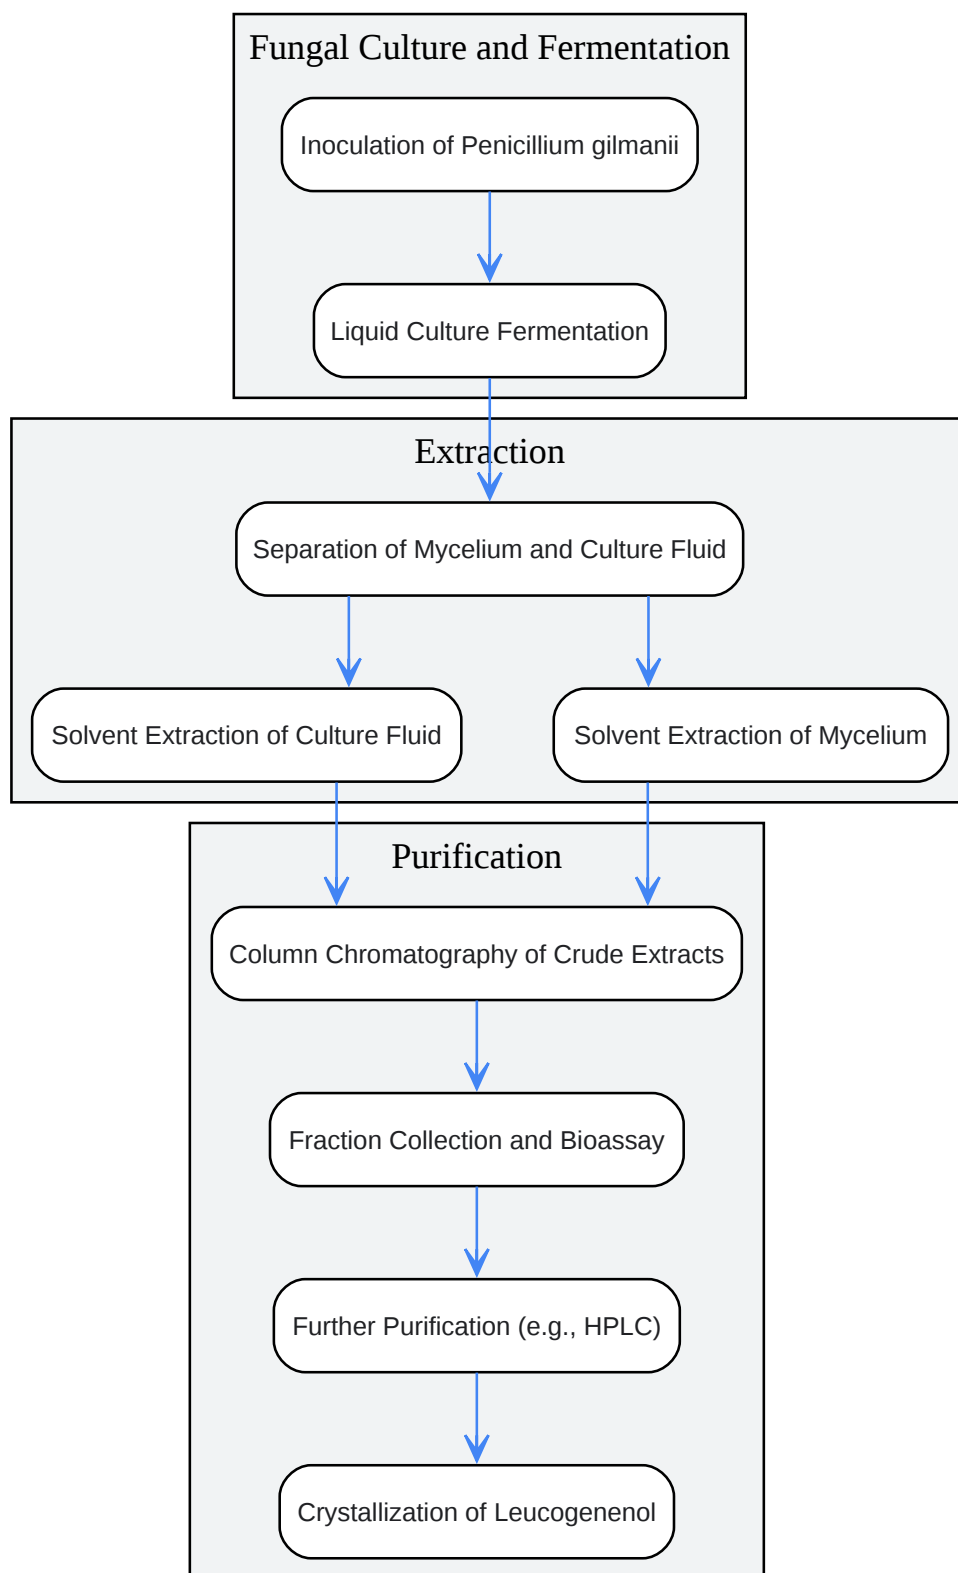 Fungal Culture and Fermentation
Inoculation of Penicillium gilmanii
Liquid Culture Fermentation
Extraction
Separation of Mycelium and Culture Fluid
Solvent Extraction of Culture Fluid
Solvent Extraction of Mycelium
Purification
Column Chromatography of Crude Extracts
Fraction Collection and Bioassay
Further Purification (e.g., HPLC)
Crystallization of Leucogenenol